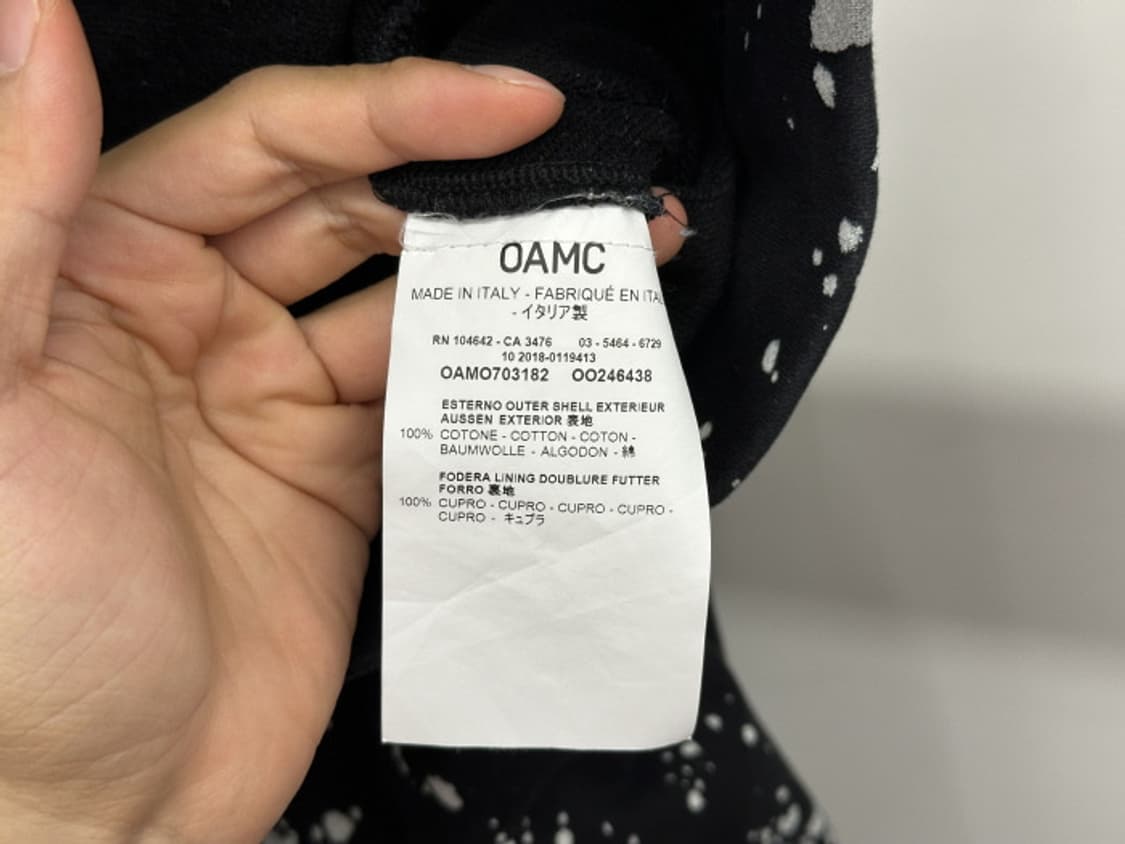 OAMC
MADE IN ITALY - FABRIQUÉ EN ITAL
- イタリア製
RN 104642 - CA 3476 03 - 5464 - 6729
10 2018-0119413
OAMO703182 OO246438
ESTERNO OUTER SHELL EXTERIEUR
AUSSEN EXTERIOR 裏地
100% COTONE - COTTON - COTON -
BAUMWOLLE - ALGODON - 綿
FODERA LINING DOUBLURE FUTTER
FORRO 裏地
100% CUPRO - CUPRO - CUPRO - CUPRO -
CUPRO - キュプラ